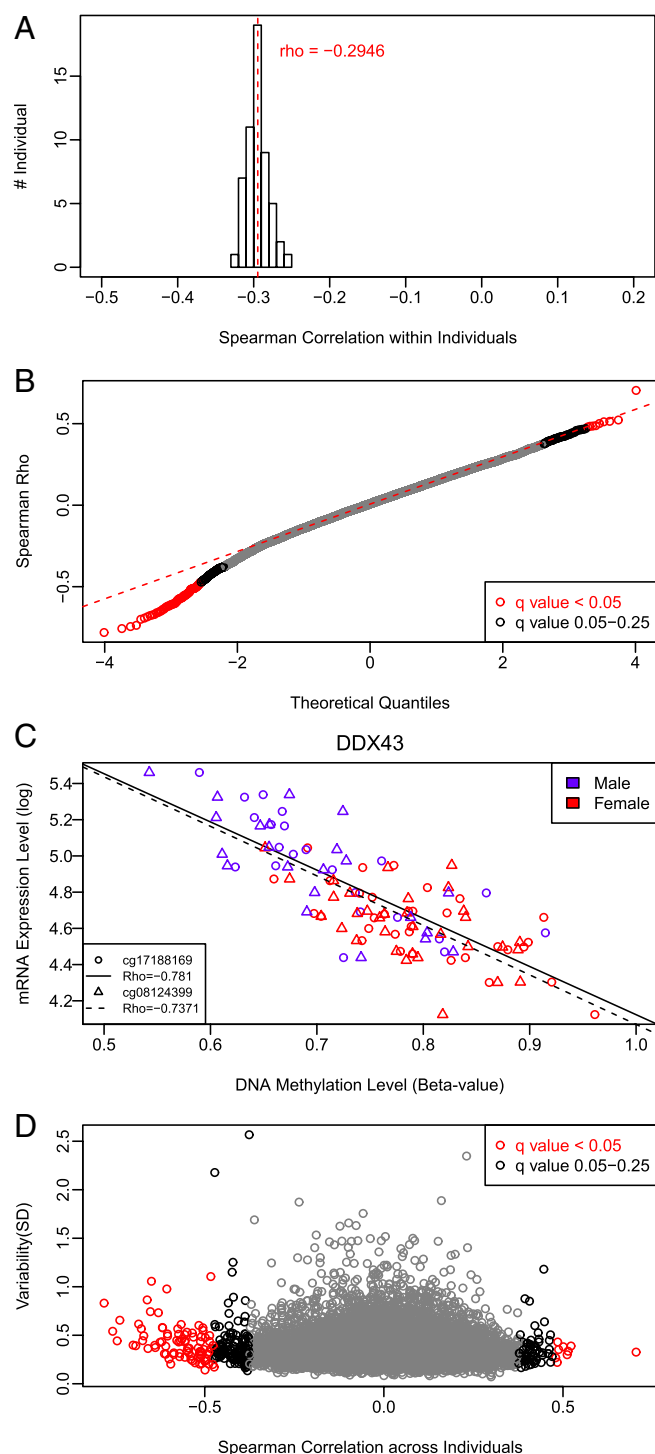 A
rho = −0.2946
# Individual
15
10
5
0
−0.5 −0.4 −0.3 −0.2 −0.1 0.0 0.1 0.2
Spearman Correlation within Individuals
B
Spearman Rho
0.5
0.0
−0.5
q value < 0.05
q value 0.05−0.25
−4 −2 0 2 4
Theoretical Quantiles
C
DDX43
mRNA Expression Level (log)
5.4
5.2
5.0
4.8
4.6
4.4
4.2
Male
Female
cg17188169
Rho=−0.781
cg08124399
Rho=−0.7371
0.5 0.6 0.7 0.8 0.9 1.0
DNA Methylation Level (Beta-value)
D
Variability(SD)
2.5
2.0
1.5
1.0
0.5
0.0
q value < 0.05
q value 0.05−0.25
−0.5 0.0 0.5
Spearman Correlation across Individuals